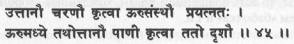 उत्तानौ चरणौ कृत्वा ऊरुसंस्थौ प्रयत्नतः ।
ऊरुमध्ये तथोत्तानौ पाणी कृत्वा ततो दृशौ ॥ ४५ ॥